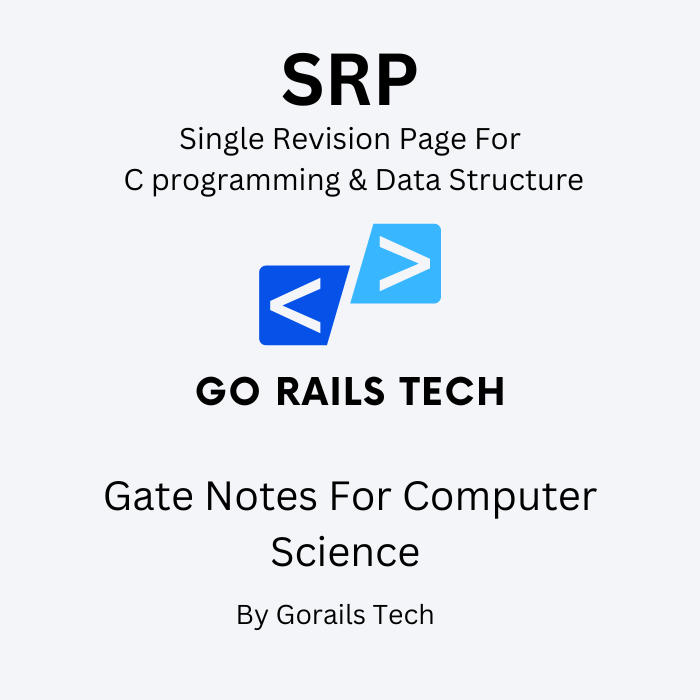 SRP
Single Revision Page For
C programming & Data Structure
< >
GO RAILS TECH
Gate Notes For Computer
Science
By Gorails Tech